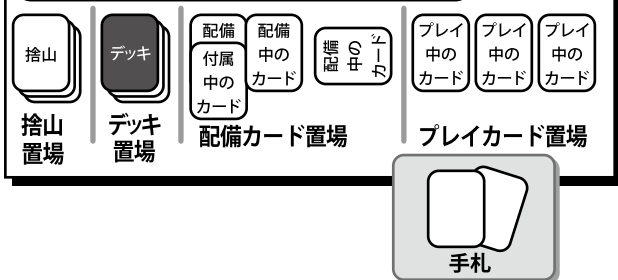 捨山
デッキ
配備
付属
中の
カード
配備
中の
カード
配備
中の
カード
プレイ
中の
カード
プレイ
中の
カード
プレイ
中の
カード
捨山
置場
デッキ
置場
配備カード置場
プレイカード置場
手札